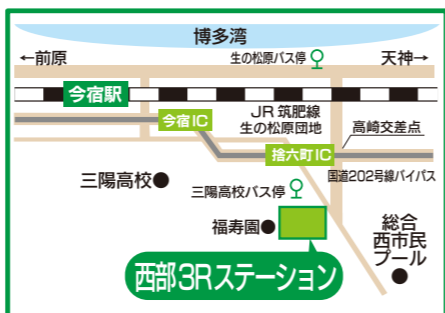 博多湾
←前原
生の松原バス停
天神→
今宿駅
今宿IC
JR 筑肥線
生の松原団地
高崎交差点
捨六町IC
国道202号線バイパス
三陽高校●
三陽高校バス停
福寿園●
総合
西市民
プール
●
西部3Rステーション